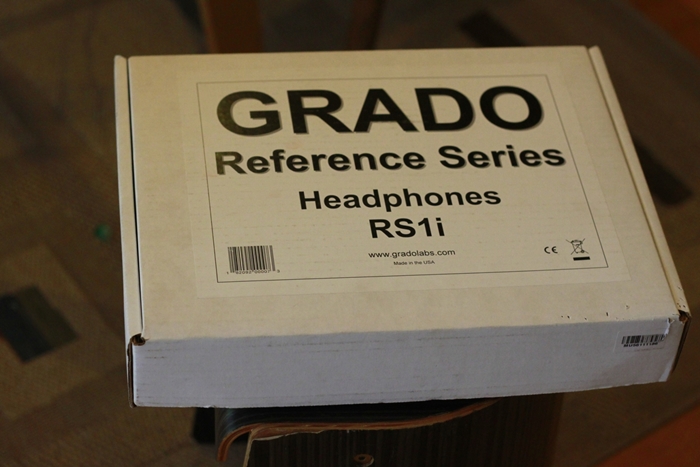 GRADO
Reference Series
Headphones
RS1i
www.gradolabs.com
Made in the USA
CE